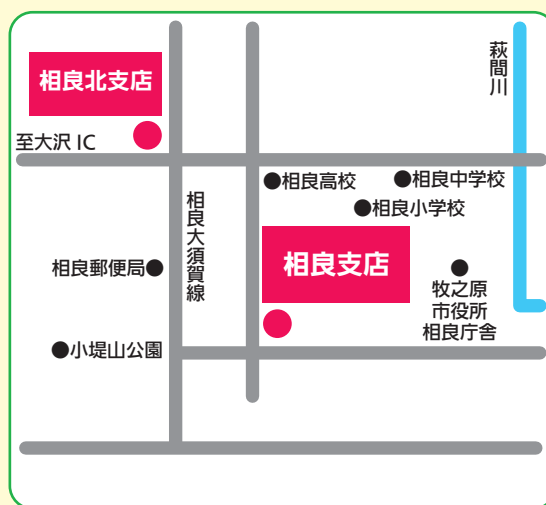 相良北支店
萩間川
至大沢 IC
相良高校
相良中学校
相良小学校
相良大須賀線
相良支店
相良郵便局
牧之原
市役所
相良庁舎
小堤山公園